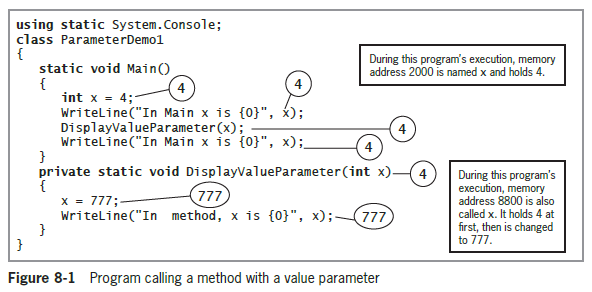 using static System.Console;
class ParameterDemo1
{
static void Main()
{
int x = 4;
4
WriteLine("In Main x is {0}", x);
4
DisplayValueParameter(x);
4
WriteLine("In Main x is {0}", x);
4
}
private static void DisplayValueParameter(int x)
4
{
x = 777;
777
WriteLine("In  method, x is {0}", x);
777
}
}
During this program's execution, memory
address 2000 is named x and holds 4.
During this program's
execution, memory
address 8800 is also
called x. It holds 4 at
first, then is changed
to 777.
Figure 8-1 Program calling a method with a value parameter